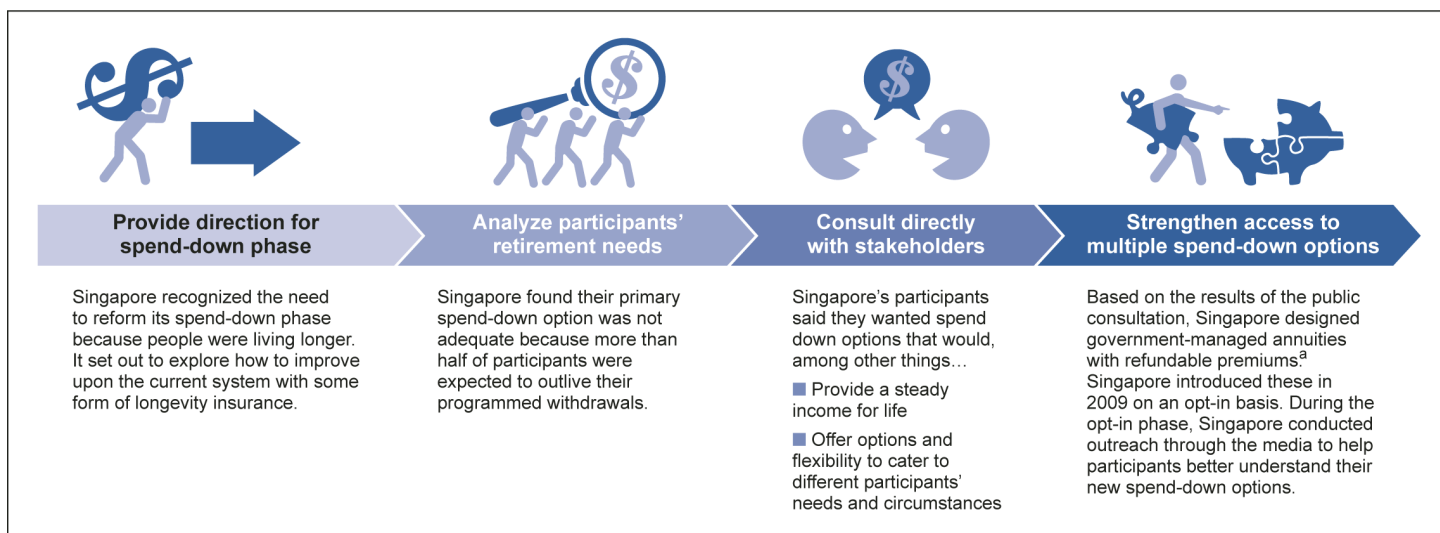 $
$
Provide direction for
spend-down phase
Analyze participants’
retirement needs
Consult directly
with stakeholders
Strengthen access to
multiple spend-down options
Singapore recognized the need
to reform its spend-down phase
because people were living longer.
It set out to explore how to improve
upon the current system with some
form of longevity insurance.
Singapore found their primary
spend-down option was not
adequate because more than
half of participants were
expected to outlive their
programmed withdrawals.
Singapore’s participants
said they wanted spend
down options that would,
among other things…
Provide a steady
income for life
Offer options and
flexibility to cater to
different participants’
needs and circumstances
Based on the results of the public
consultation, Singapore designed
government-managed annuities
with refundable premiums.a
Singapore introduced these in
2009 on an opt-in basis. During the
opt-in phase, Singapore conducted
outreach through the media to help
participants better understand their
new spend-down options.